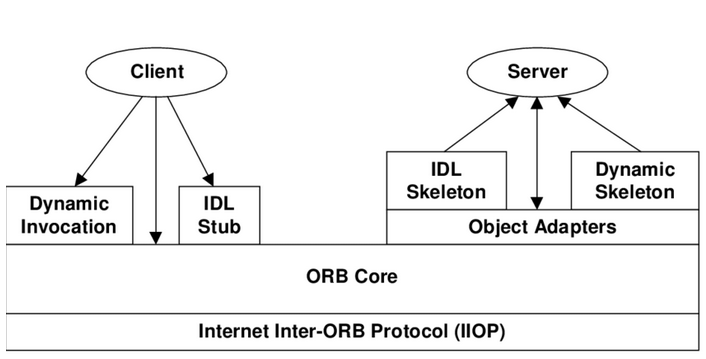 Client
Server
Dynamic
Invocation
IDL
Stub
IDL
Skeleton
Dynamic
Skeleton
Object Adapters
ORB Core
Internet Inter-ORB Protocol (IIOP)